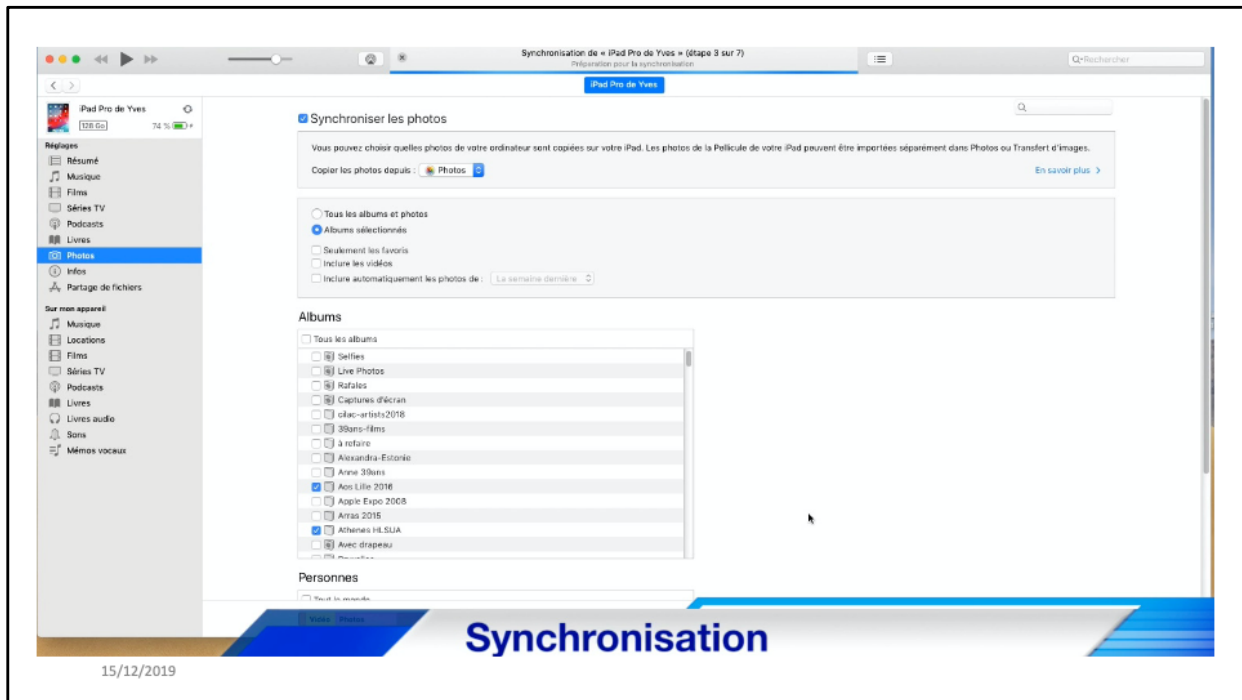 Synchronisation de « iPad Pro de Yves » (étape 3 sur 7)
Préparation pour la synchronisation
Rechercher
iPad Pro de Yves
iPad Pro de Yves
128 Go 74 %
Réglages
Résumé
Musique
Films
Séries TV
Podcasts
Livres
Photos
Infos
Partage de fichiers
Sur mon appareil
Musique
Locations
Films
Séries TV
Podcasts
Livres
Livres audio
Sons
Mémos vocaux
Synchroniser les photos
Vous pouvez choisir quelles photos de votre ordinateur sont copiées sur votre iPad. Les photos de la Pellicule de votre iPad peuvent être importées séparément dans Photos ou Transfert d'images.
Copier les photos depuis : Photos En savoir plus
Tous les albums et photos
Albums sélectionnés
Seulement les favoris
Inclure les vidéos
Inclure automatiquement les photos de : La semaine dernière
Albums
Tous les albums
Selfies
Live Photos
Rafales
Captures d'écran
cilac-artists2018
39ans-films
à refaire
Alexandra-Estonie
Anne 39ans
Aos Lille 2016
Apple Expo 2008
Arras 2015
Athenes HLSUA
Avec drapeau
Bruxelles
Personnes
Tout le monde
Vidéo Photos
Synchronisation
15/12/2019